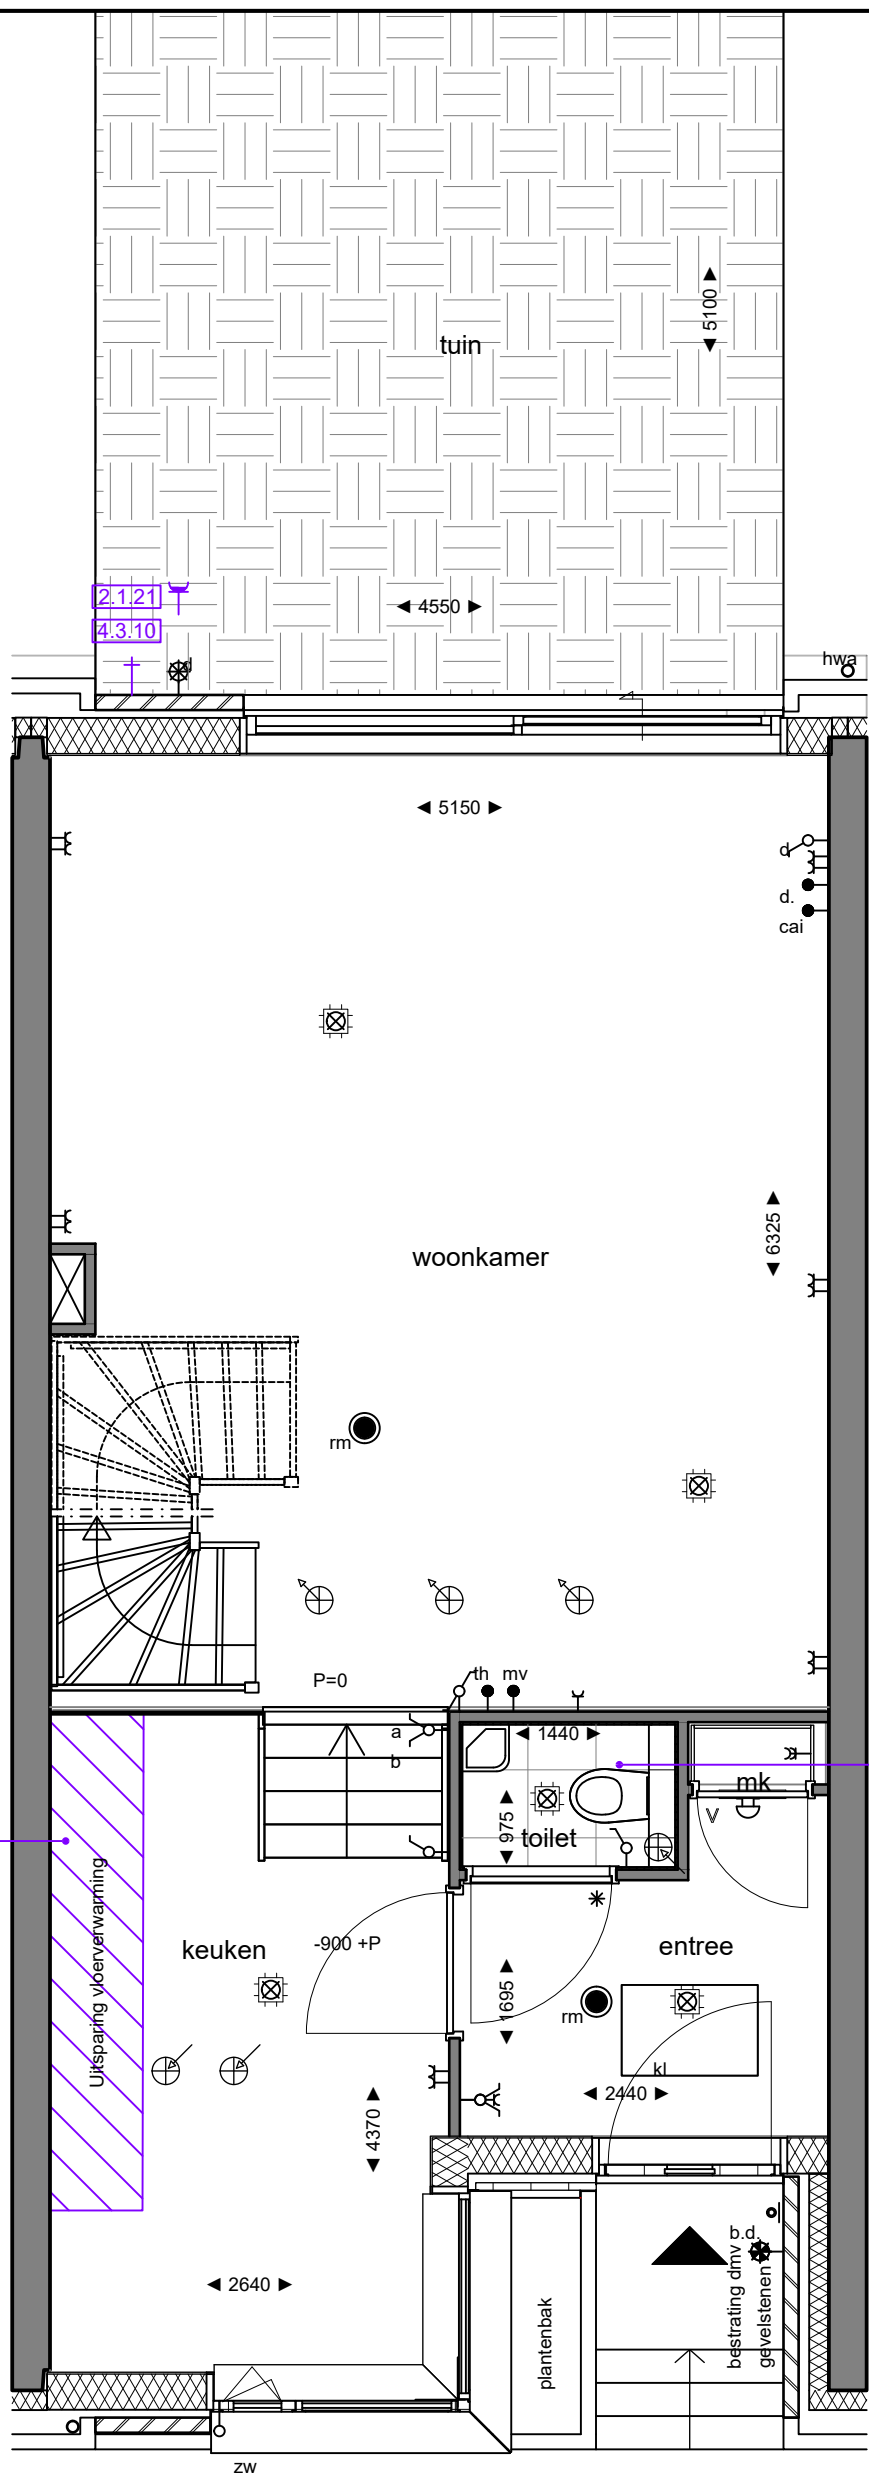 5100
tuin
2.1.21
4550
4.3.10
d
hwa
5150
d
d.
cai
6325
woonkamer
rm
P=0
th
mv
a
1440
b
mk
975
toilet
V
Uitsparing vloerverwarming
keuken
-900 +P
entree
1695
rm
kl
2440
4370
b.d.
bestrating dmv
gevelstenen
2640
plantenbak
zw